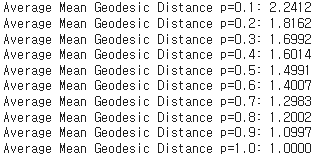 Average Mean Geodesic Distance p=0.1: 2.2412
Average Mean Geodesic Distance p=0.2: 1.8162
Average Mean Geodesic Distance p=0.3: 1.6992
Average Mean Geodesic Distance p=0.4: 1.6014
Average Mean Geodesic Distance p=0.5: 1.4991
Average Mean Geodesic Distance p=0.6: 1.4007
Average Mean Geodesic Distance p=0.7: 1.2983
Average Mean Geodesic Distance p=0.8: 1.2002
Average Mean Geodesic Distance p=0.9: 1.0997
Average Mean Geodesic Distance p=1.0: 1.0000